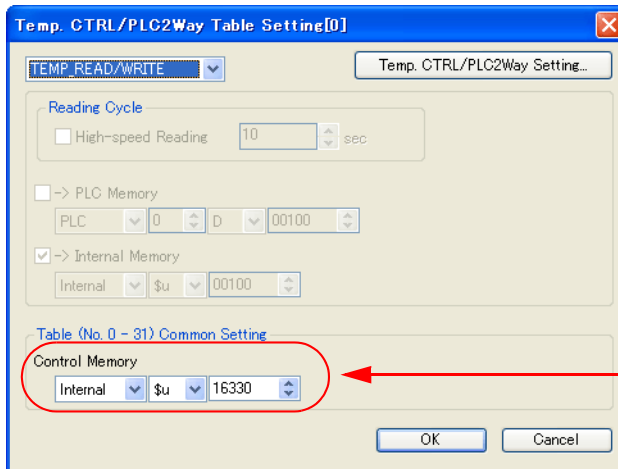 Temp. CTRL/PLC2Way Table Setting[0]
TEMP_READ/WRITE
Temp. CTRL/PLC2Way Setting...
Reading Cycle
High-speed Reading 10 sec
-> PLC Memory
PLC 0 D 00100
-> Internal Memory
Internal $u 00100
Table (No. 0 - 31) Common Setting
Control Memory
Internal $u 16330
OK Cancel